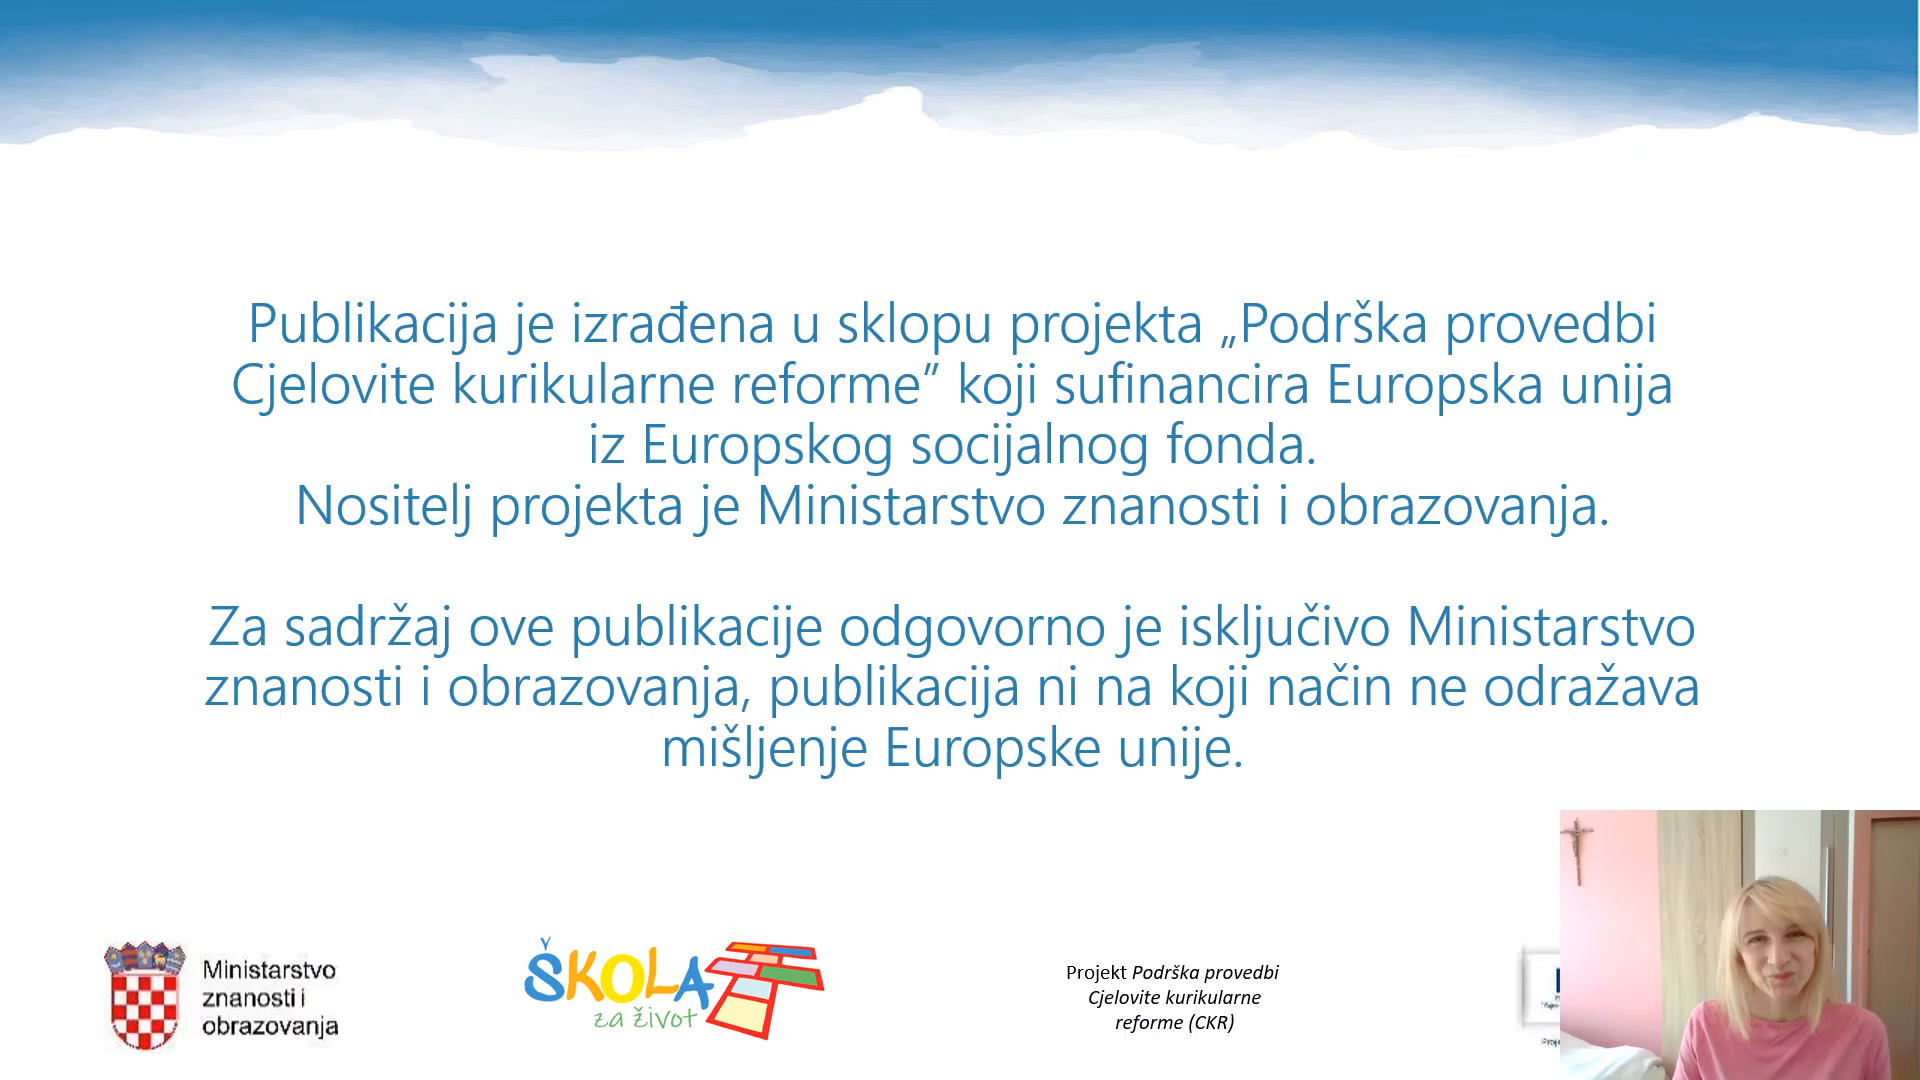 Publikacija je izrađena u sklopu projekta „Podrška provedbi
Cjelovite kurikularne reforme” koji sufinancira Europska unija
iz Europskog socijalnog fonda.
Nositelj projekta je Ministarstvo znanosti i obrazovanja.
Za sadržaj ove publikacije odgovorno je isključivo Ministarstvo
znanosti i obrazovanja, publikacija ni na koji način ne odražava
mišljenje Europske unije.
Ministarstvo
znanosti i
obrazovanja
ŠKOLA
za život
Projekt Podrška provedbi
Cjelovite kurikularne
reforme (CKR)